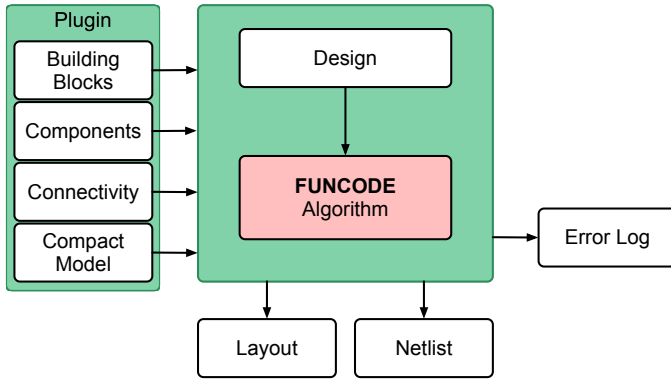 Plugin
Building
Blocks
Components
Connectivity
Compact
Model
Design
FUNCODE
Algorithm
Error Log
Layout
Netlist